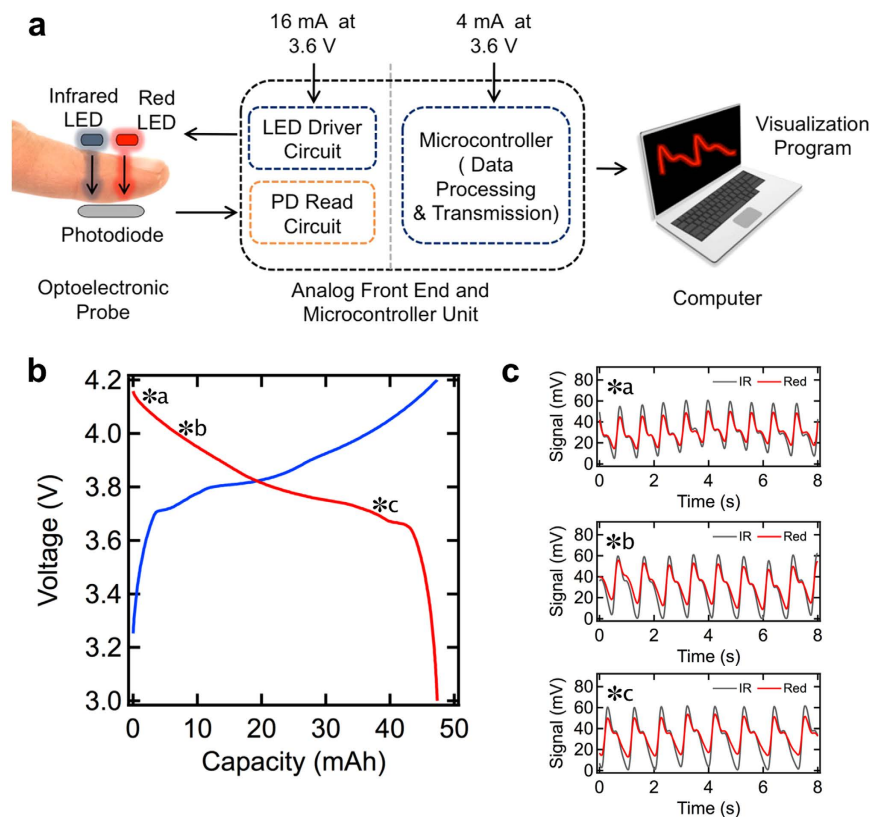 a
16 mA at
3.6 V
4 mA at
3.6 V
Infrared
LED
Red
LED
LED Driver
Circuit
PD Read
Circuit
Microcontroller
( Data
Processing
& Transmission)
Visualization
Program
Photodiode
Optoelectronic
Probe
Analog Front End and
Microcontroller Unit
Computer
b
Voltage (V)
4.2
4.0
3.8
3.6
3.4
3.2
3.0
*a
*b
*c
0 10 20 30 40 50
Capacity (mAh)
c
*a
IR Red
Signal (mV)
80
60
40
20
0
0 2 4 6 8
Time (s)
*b
IR Red
Signal (mV)
80
60
40
20
0
0 2 4 6 8
Time (s)
*c
IR Red
Signal (mV)
80
60
40
20
0
0 2 4 6 8
Time (s)